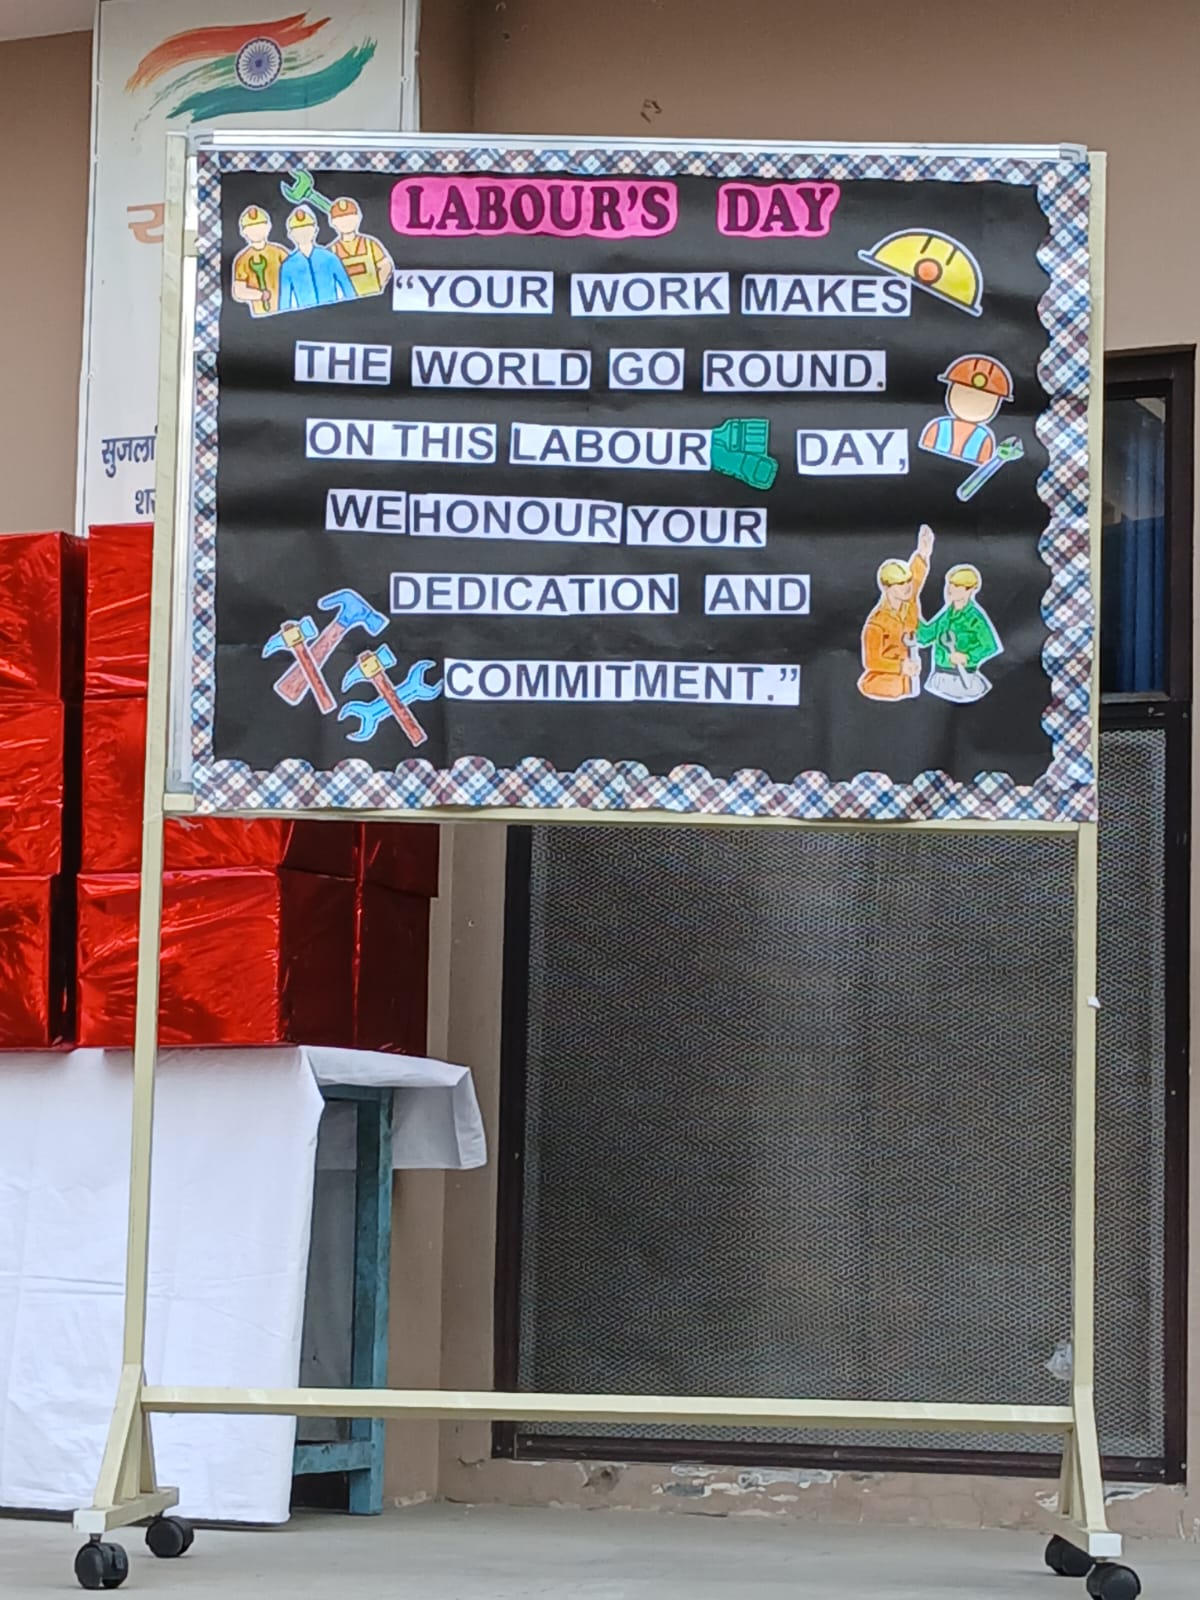 LABOUR'S DAY
“YOUR WORK MAKES
THE WORLD GO ROUND.
ON THIS LABOUR DAY,
WE HONOUR YOUR
DEDICATION AND
COMMITMENT.”